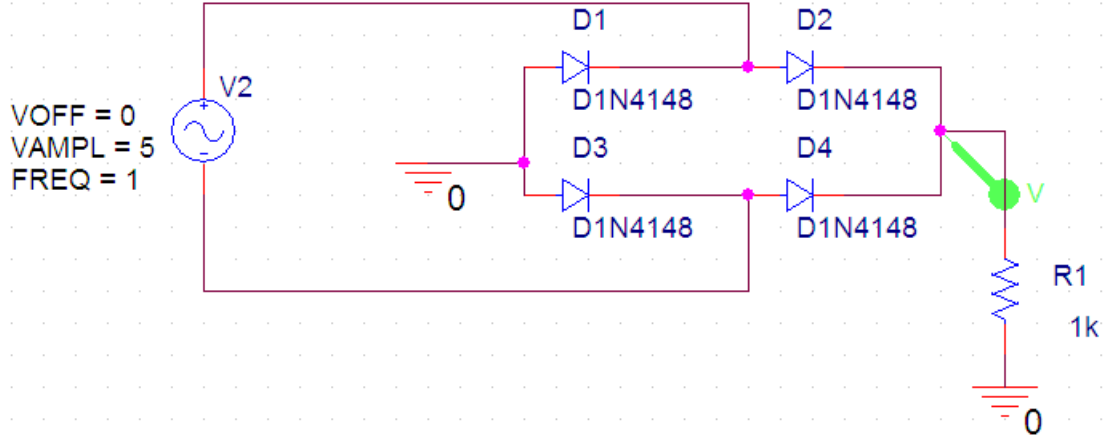 D1
D2
V2
D1N4148
D1N4148
VOFF = 0
VAMPL = 5
FREQ = 1
D3
D4
0
V
D1N4148
D1N4148
R1
1k
0